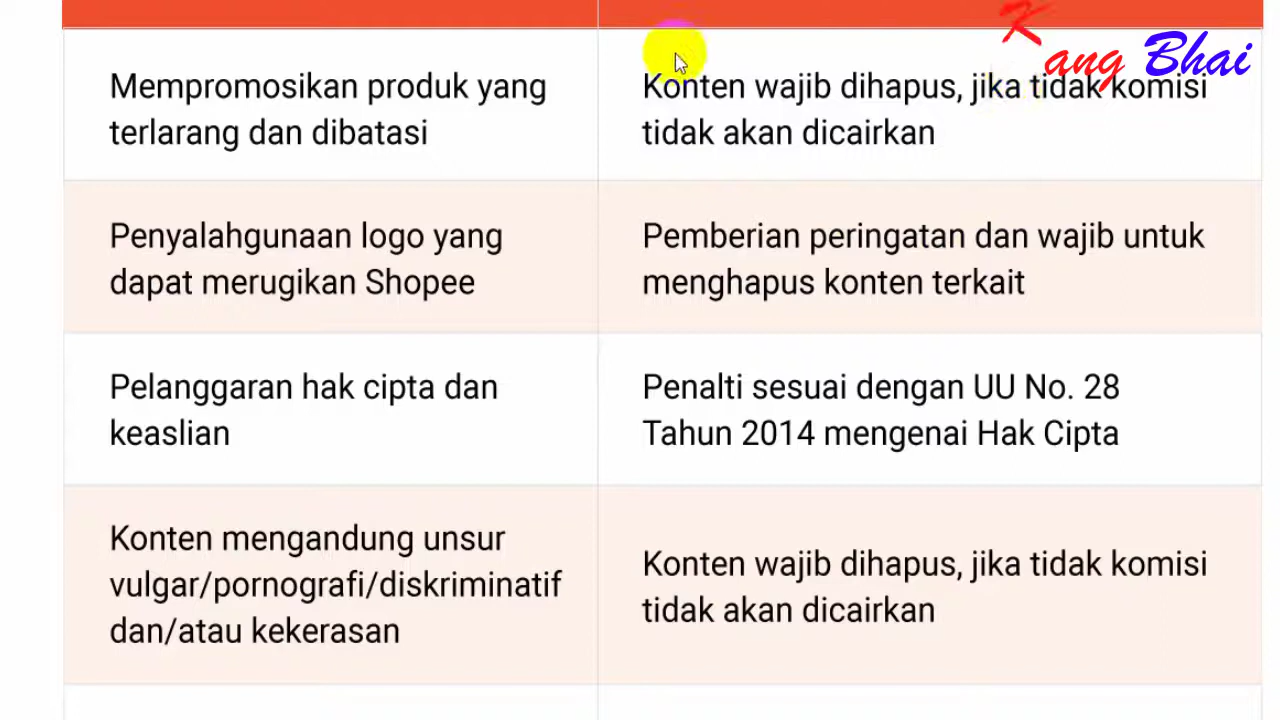 Kang Bhai
Mempromosikan produk yang
terlarang dan dibatasi
Konten wajib dihapus, jika tidak komisi
tidak akan dicairkan
Penyalahgunaan logo yang
dapat merugikan Shopee
Pemberian peringatan dan wajib untuk
menghapus konten terkait
Pelanggaran hak cipta dan
keaslian
Penalti sesuai dengan UU No. 28
Tahun 2014 mengenai Hak Cipta
Konten mengandung unsur
vulgar/pornografi/diskriminatif
dan/atau kekerasan
Konten wajib dihapus, jika tidak komisi
tidak akan dicairkan